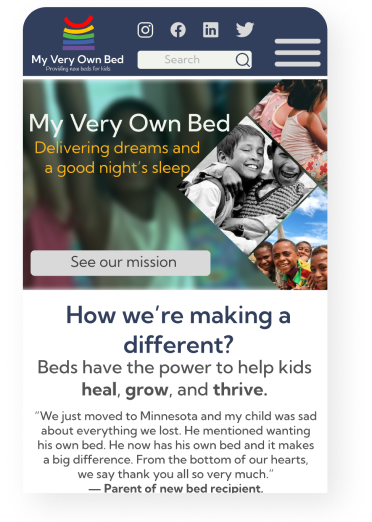 My Very Own Bed
Providing new beds for kids
Search
My Very Own Bed
Delivering dreams and
a good night's sleep
See our mission
How we're making a
different?
Beds have the power to help kids
heal, grow, and thrive.
"We just moved to Minnesota and my child was sad
about everything we lost. He mentioned wanting
his own bed. He now has his own bed and it makes
a big difference. From the bottom of our hearts,
we say thank you all so very much."
— Parent of new bed recipient.